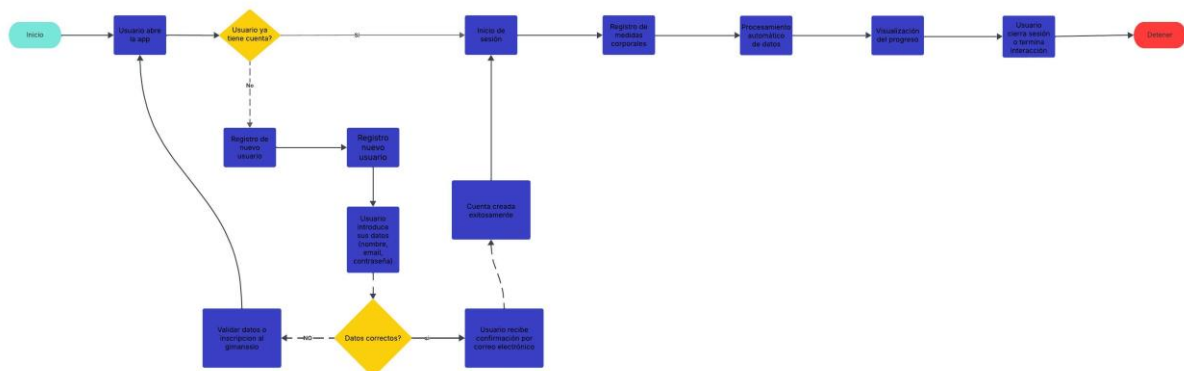 Inicio
Usuario abre
la app
Usuario ya
tiene cuenta?
SI
Inicio de
sesión
Registro de
medidas
corporales
Procesamiento
automático
de datos
Visualización
del progreso
Usuario
cierra sesión
o termina
interacción
Detener
No
Registro de
nuevo
usuario
Registro
nuevo
usuario
Cuenta creada
exitosamente
Usuario
introduce
sus datos
(nombre,
email,
contraseña)
Validar datos o
inscripcion al
gimanesio
NO
Datos correctos?
si
Usuario recibe
confirmación por
correo electrónico